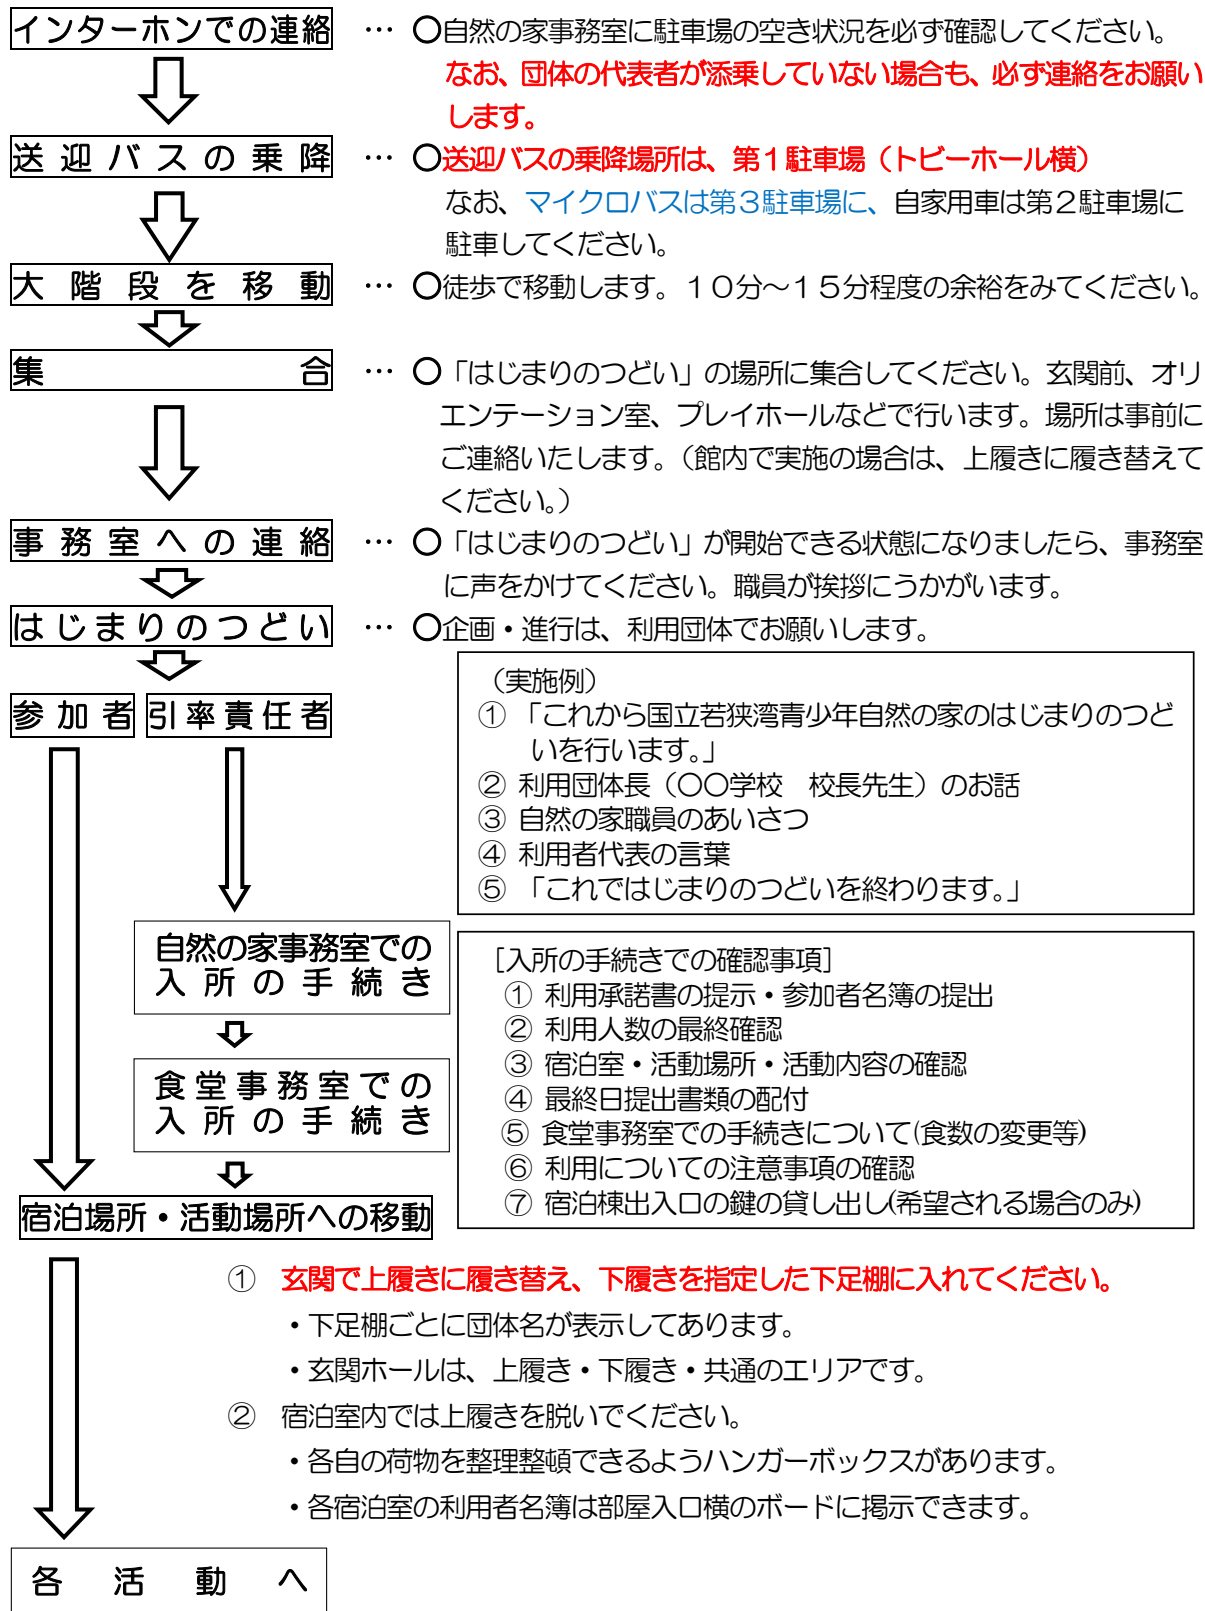 インターホンでの連絡 … ○自然の家事務室に駐車場の空き状況を必ず確認してください。
なお、団体の代表者が添乗していない場合も、必ず連絡をお願い
します。
送迎バスの乗降 … ○送迎バスの乗降場所は、第１駐車場（トビーホール横）
なお、マイクロバスは第３駐車場に、自家用車は第２駐車場に
駐車してください。
大階段を移動 … ○徒歩で移動します。１０分～１５分程度の余裕をみてください。
集合 … ○「はじまりのつどい」の場所に集合してください。玄関前、オリ
エンテーション室、プレイホールなどで行います。場所は事前に
ご連絡いたします。（館内で実施の場合は、上履きに履き替えて
ください。）
事務室への連絡 … ○「はじまりのつどい」が開始できる状態になりましたら、事務室
に声をかけてください。職員が挨拶にうかがいます。
はじまりのつどい … ○企画・進行は、利用団体でお願いします。
参加者 引率責任者
（実施例）
① 「これから国立若狭湾青少年自然の家のはじまりのつど
いを行います。」
② 利用団体長（〇〇学校　校長先生）のお話
③ 自然の家職員のあいさつ
④ 利用者代表の言葉
⑤ 「これではじまりのつどいを終わります。」
自然の家事務室での
入所の手続き
食堂事務室での
入所の手続き
［入所の手続きでの確認事項］
① 利用承諾書の提示・参加者名簿の提出
② 利用人数の最終確認
③ 宿泊室・活動場所・活動内容の確認
④ 最終日提出書類の配付
⑤ 食堂事務室での手続きについて(食数の変更等)
⑥ 利用についての注意事項の確認
⑦ 宿泊棟出入口の鍵の貸し出し(希望される場合のみ)
宿泊場所・活動場所への移動
① 玄関で上履きに履き替え、下履きを指定した下足棚に入れてください。
・下足棚ごとに団体名が表示してあります。
・玄関ホールは、上履き・下履き・共通のエリアです。
② 宿泊室内では上履きを脱いでください。
・各自の荷物を整理整頓できるようハンガーボックスがあります。
・各宿泊室の利用者名簿は部屋入口横のボードに掲示できます。
各活動へ